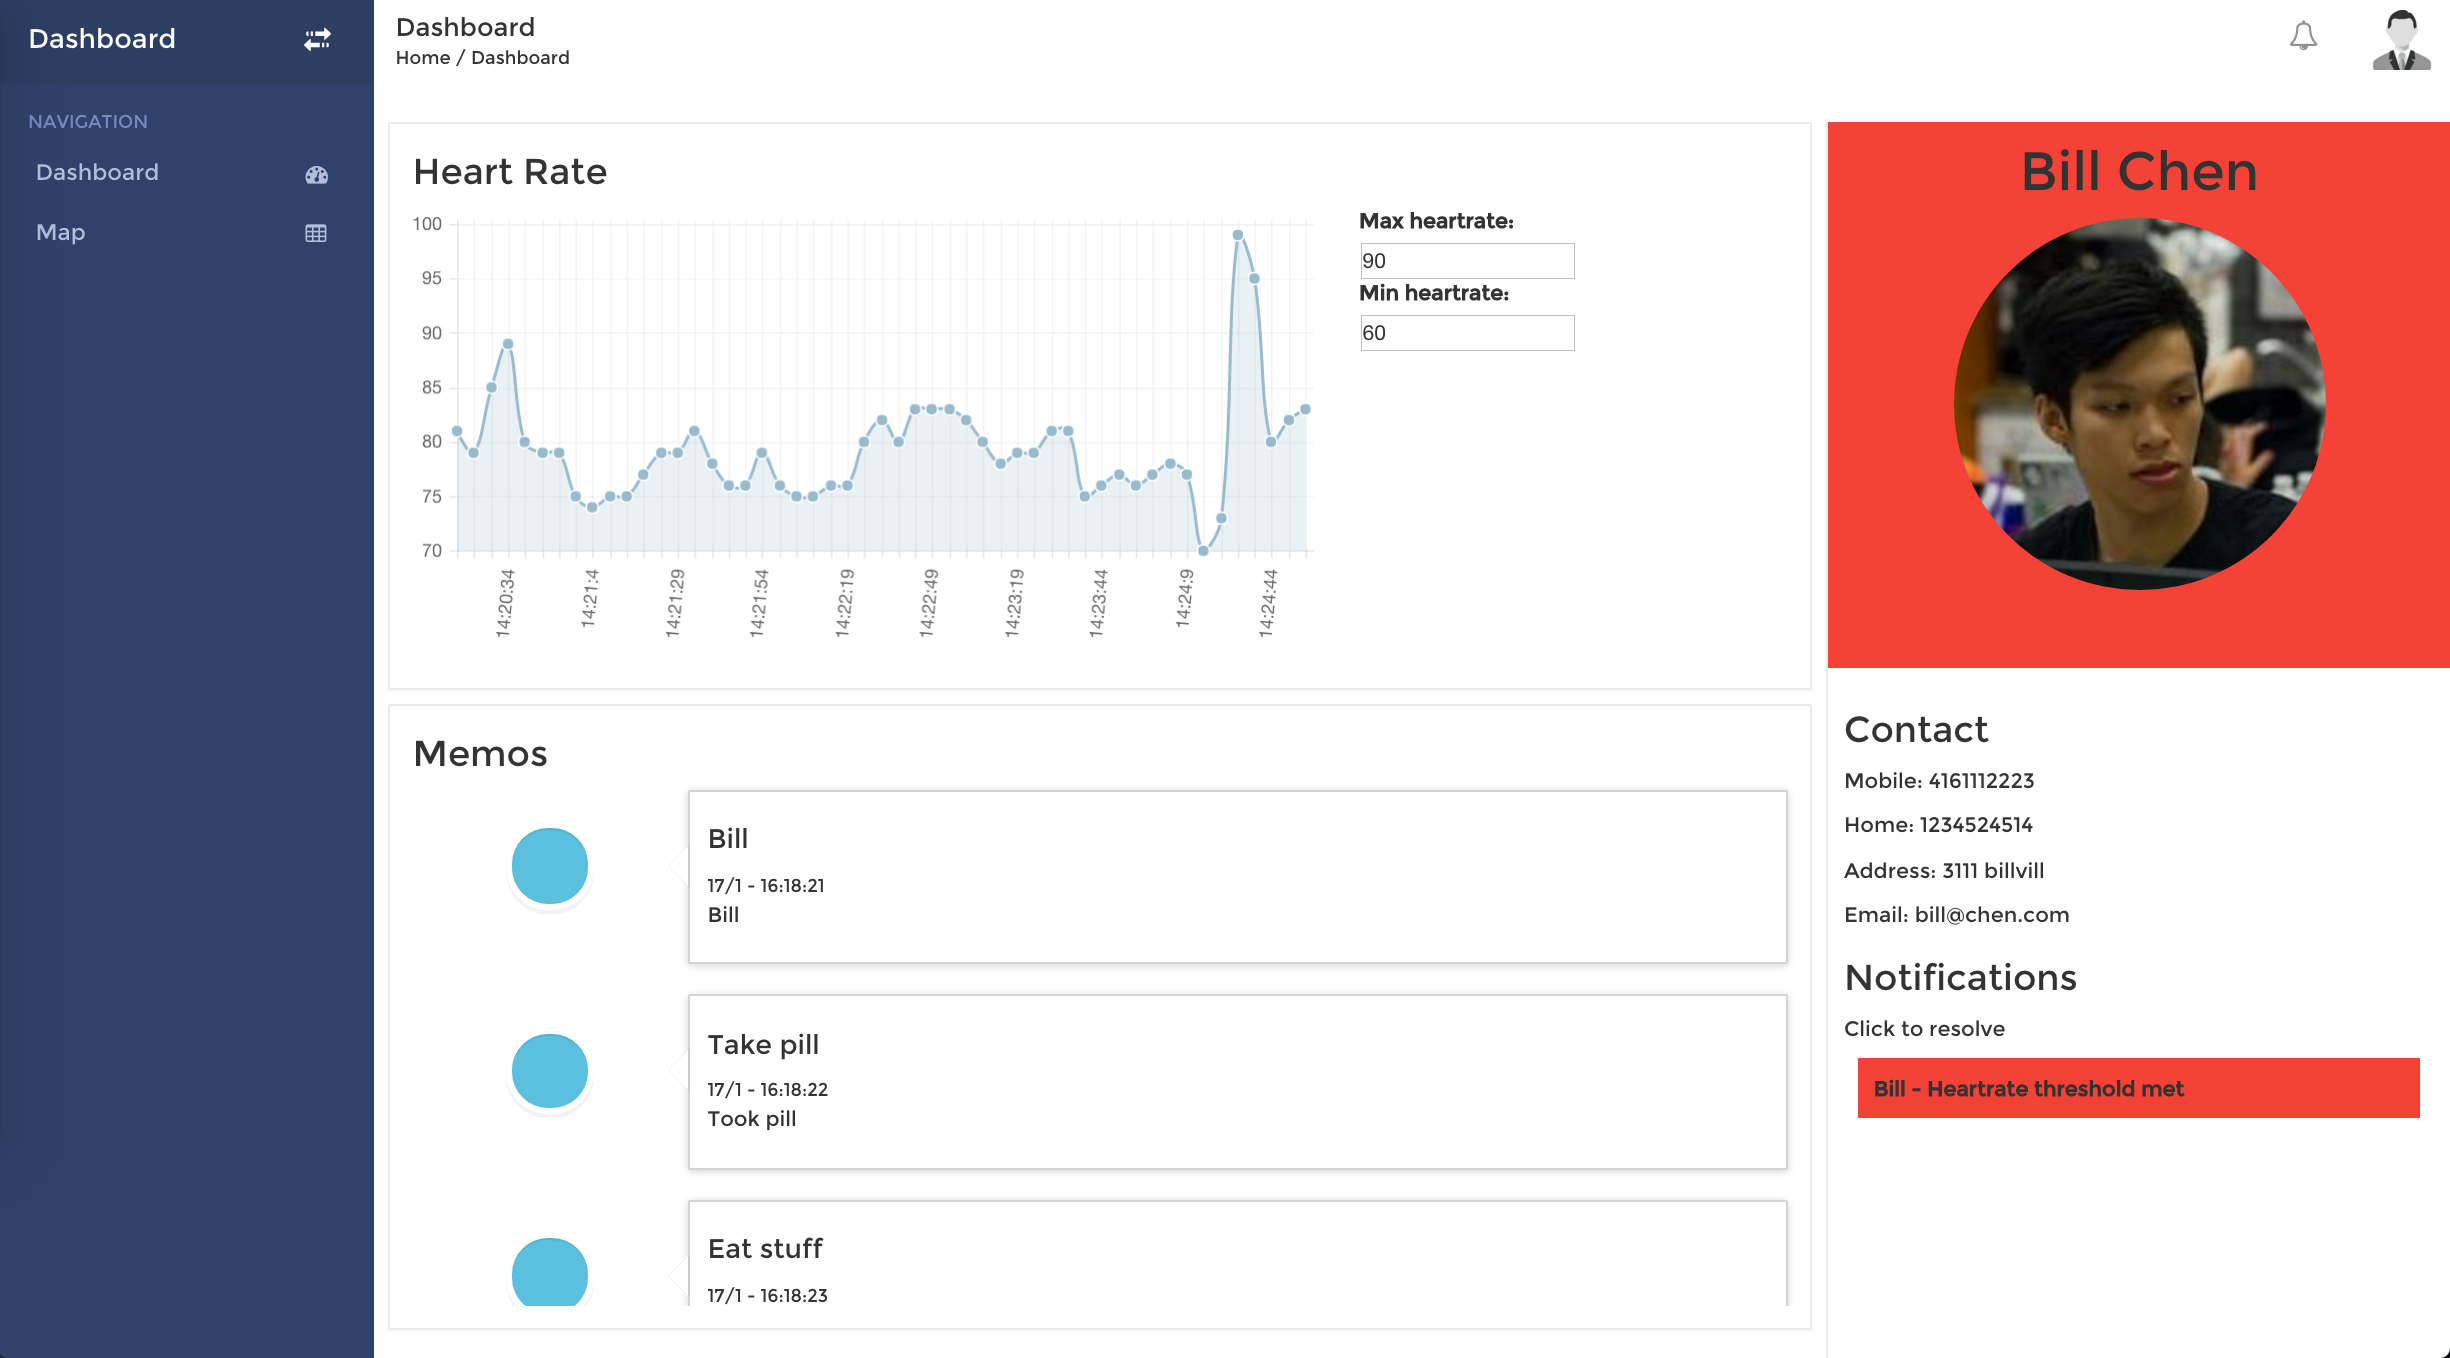 Dashboard
NAVIGATION
Dashboard
Map
Dashboard
Home / Dashboard
Heart Rate
100
95
90
85
80
75
70
14:20:34
14:21:4
14:21:29
14:21:54
14:22:19
14:22:49
14:23:19
14:23:44
14:24:9
14:24:44
Max heartrate:
90
Min heartrate:
60
Memos
Bill
17/1 - 16:18:21
Bill
Take pill
17/1 - 16:18:22
Took pill
Eat stuff
17/1 - 16:18:23
Bill Chen
Contact
Mobile: 4161112223
Home: 1234524514
Address: 3111 billvill
Email: bill@chen.com
Notifications
Click to resolve
Bill - Heartrate threshold met